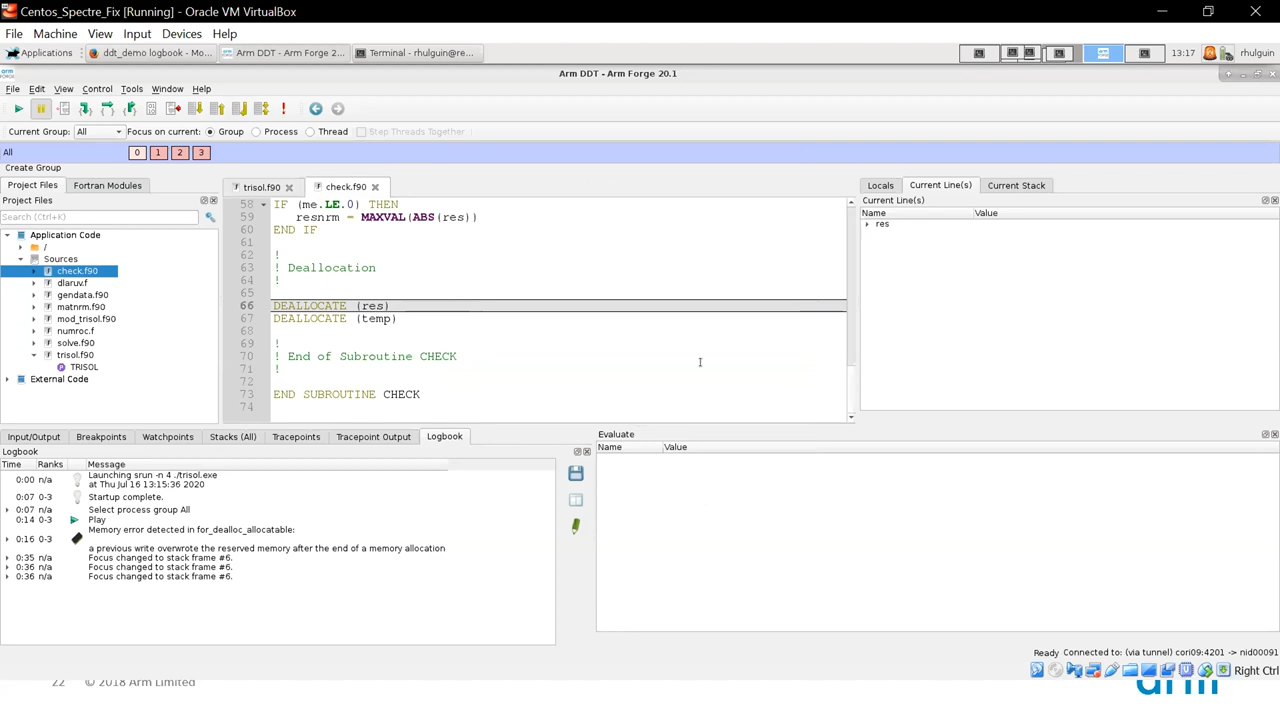 Centos_Spectre_Fix [Running] - Oracle VM VirtualBox
File Machine View Input Devices Help
Applications ddt_demo logbook - Mo... Arm DDT - Arm Forge 2... Terminal - rhulguin@re... 13:17 rhulguin
arm FORGE Arm DDT - Arm Forge 20.1
File Edit View Control Tools Window Help
Current Group: All Focus on current: Group Process Thread Step Threads Together
All 0 1 2 3
Create Group
Project Files Fortran Modules
Project Files
Search (Ctrl+K)
Application Code
/
Sources
check.f90
dlaruv.f
gendata.f90
matnrm.f90
mod_trisol.f90
numroc.f
solve.f90
trisol.f90
TRISOL
External Code
trisol.f90 check.f90
58 IF (me.LE.0) THEN
59 resnrm = MAXVAL(ABS(res))
60 END IF
61
62 !
63 ! Deallocation
64 !
65
66 DEALLOCATE (res)
67 DEALLOCATE (temp)
68
69 !
70 ! End of Subroutine CHECK
71 !
72
73 END SUBROUTINE CHECK
74
Locals Current Line(s) Current Stack
Current Line(s)
Name Value
res
Input/Output Breakpoints Watchpoints Stacks (All) Tracepoints Tracepoint Output Logbook
Logbook
Time Ranks Message
0:00 n/a Launching srun -n 4 ./trisol.exe
at Thu Jul 16 13:15:36 2020
0:07 0-3 Startup complete.
0:07 n/a Select process group All
0:14 0-3 Play
Memory error detected in for_dealloc_allocatable:
0:16 0-3
a previous write overwrote the reserved memory after the end of a memory allocation
0:35 n/a Focus changed to stack frame #6.
0:36 n/a Focus changed to stack frame #6.
0:36 n/a Focus changed to stack frame #6.
Evaluate
Name Value
Ready Connected to: (via tunnel) cori09:4201 -> nid00091
Right Ctrl
22 © 2018 Arm Limited arm